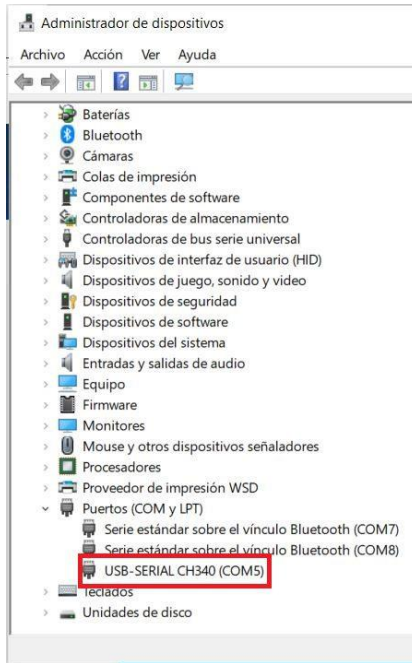 Administrador de dispositivos
Archivo Acción Ver Ayuda
Baterías
Bluetooth
Cámaras
Colas de impresión
Componentes de software
Controladoras de almacenamiento
Controladoras de bus serie universal
Dispositivos de interfaz de usuario (HID)
Dispositivos de juego, sonido y video
Dispositivos de seguridad
Dispositivos de software
Dispositivos del sistema
Entradas y salidas de audio
Equipo
Firmware
Monitores
Mouse y otros dispositivos señaladores
Procesadores
Proveedor de impresión WSD
Puertos (COM y LPT)
Serie estándar sobre el vínculo Bluetooth (COM7)
Serie estándar sobre el vínculo Bluetooth (COM8)
USB-SERIAL CH340 (COM5)
Teclados
Unidades de disco